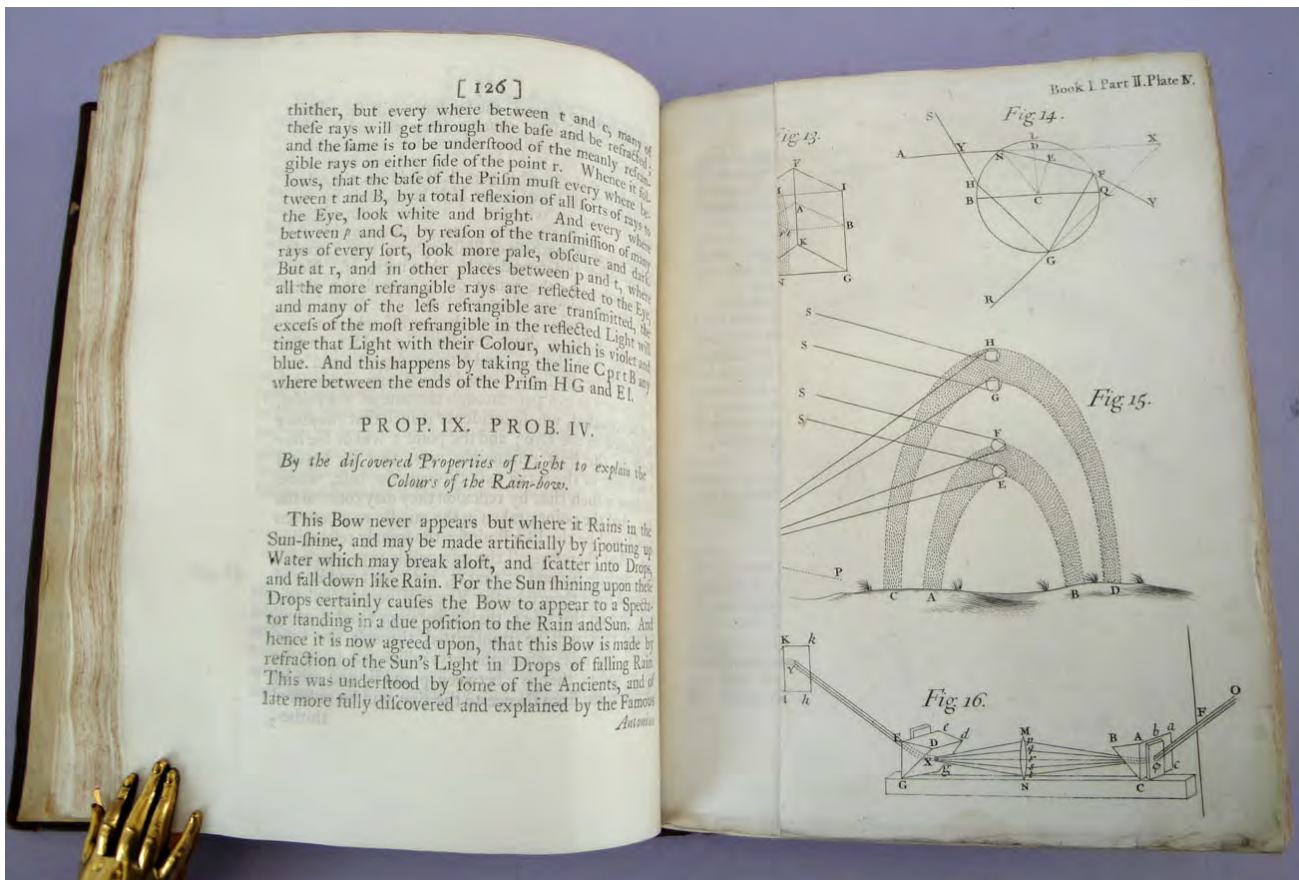 [ 126 ]
thither, but every where between t and c, many of
theſe rays will get through the baſe and be refracted;
and the ſame is to be underſtood of the meanly refran-
gible rays on either ſide of the point r. Whence it fol-
lows, that the baſe of the Priſm muſt every where be-
tween t and B, by a total reflexion of all ſorts of rays to
the Eye, look white and bright. And every where
between p and C, by reaſon of the tranſmiſſion of many
rays of every ſort, look more pale, obſcure and dark.
But at r, and in other places between p and t, where
all the more refrangible rays are reflected to the Eye,
and many of the leſs refrangible are tranſmitted, the
exceſs of the moſt refrangible in the reflected Light will
tinge that Light with their Colour, which is violet and
blue. And this happens by taking the line C p r t B any
where between the ends of the Priſm H G and E I.
PROP. IX. PROB. IV.
By the diſcovered Properties of Light to explain the
Colours of the Rain-bow.
This Bow never appears but where it Rains in the
Sun-ſhine, and may be made artificially by ſpouting up
Water which may break aloft, and ſcatter into Drops,
and fall down like Rain. For the Sun ſhining upon theſe
Drops certainly cauſes the Bow to appear to a Specta-
tor ſtanding in a due poſition to the Rain and Sun. And
hence it is now agreed upon, that this Bow is made by
refraction of the Sun's Light in Drops of falling Rain.
This was underſtood by ſome of the Ancients, and of
late more fully diſcovered and explained by the Famous
Antonius
Book I. Part II. Plate IV.
Fig. 13.
F
I
A
B
K
G
Fig 14.
S
L
D
X
A
Y
N
E
H
F
B
C
Q
Y
G
R
S
S
S
S
H
G
F
E
Fig 15.
P
C A B D
K k
Y
h
Fig 16.
O
F
E
e
D
d
X
g
G
M
N
B A b a
c
C